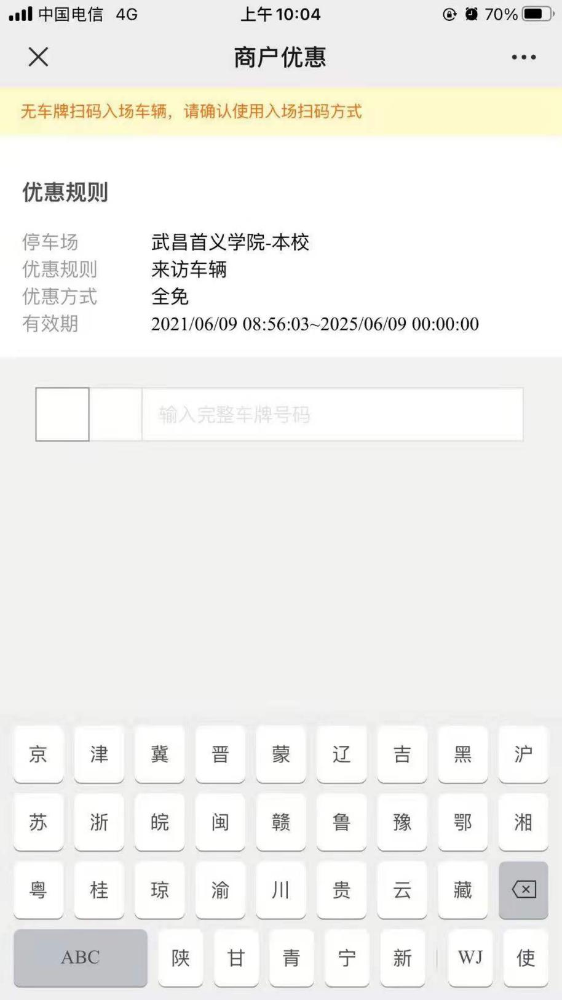 中国电信 4G 上午10:04 70%
商户优惠
无车牌扫码入场车辆，请确认使用入场扫码方式
优惠规则
停车场 武昌首义学院-本校
优惠规则 来访车辆
优惠方式 全免
有效期 2021/06/09 08:56:03~2025/06/09 00:00:00
输入完整车牌号码
京 津 冀 晋 蒙 辽 吉 黑 沪
苏 浙 皖 闽 赣 鲁 豫 鄂 湘
粤 桂 琼 渝 川 贵 云 藏
ABC 陕 甘 青 宁 新 WJ 使